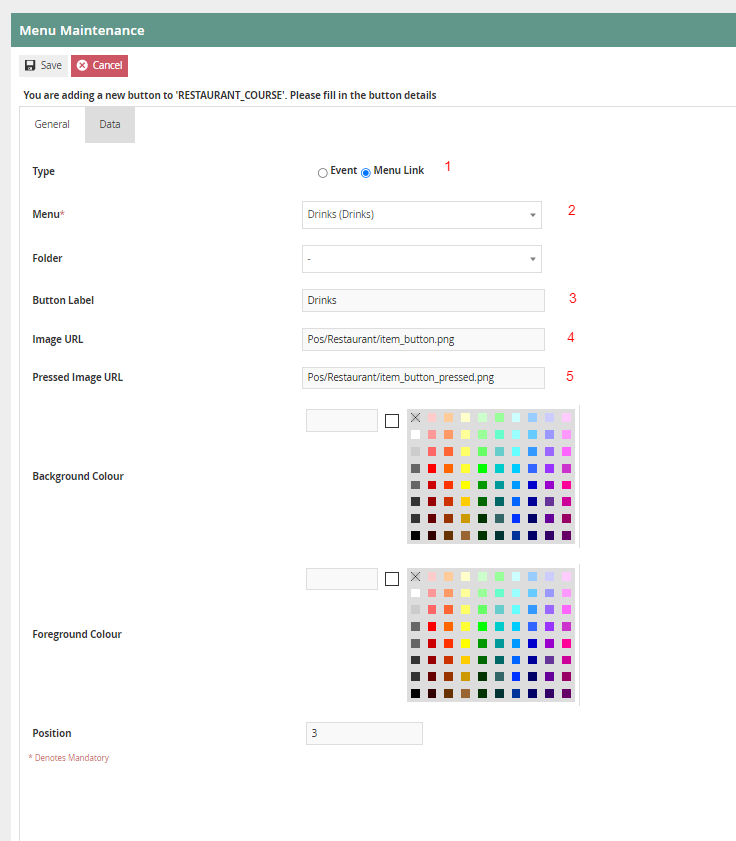 Menu Maintenance
Save Cancel
You are adding a new button to 'RESTAURANT_COURSE'. Please fill in the button details
General Data
Type Event Menu Link 1
Menu* Drinks (Drinks) 2
Folder -
Button Label Drinks 3
Image URL Pos/Restaurant/item_button.png 4
Pressed Image URL Pos/Restaurant/item_button_pressed.png 5
Background Colour
Foreground Colour
Position 3
* Denotes Mandatory